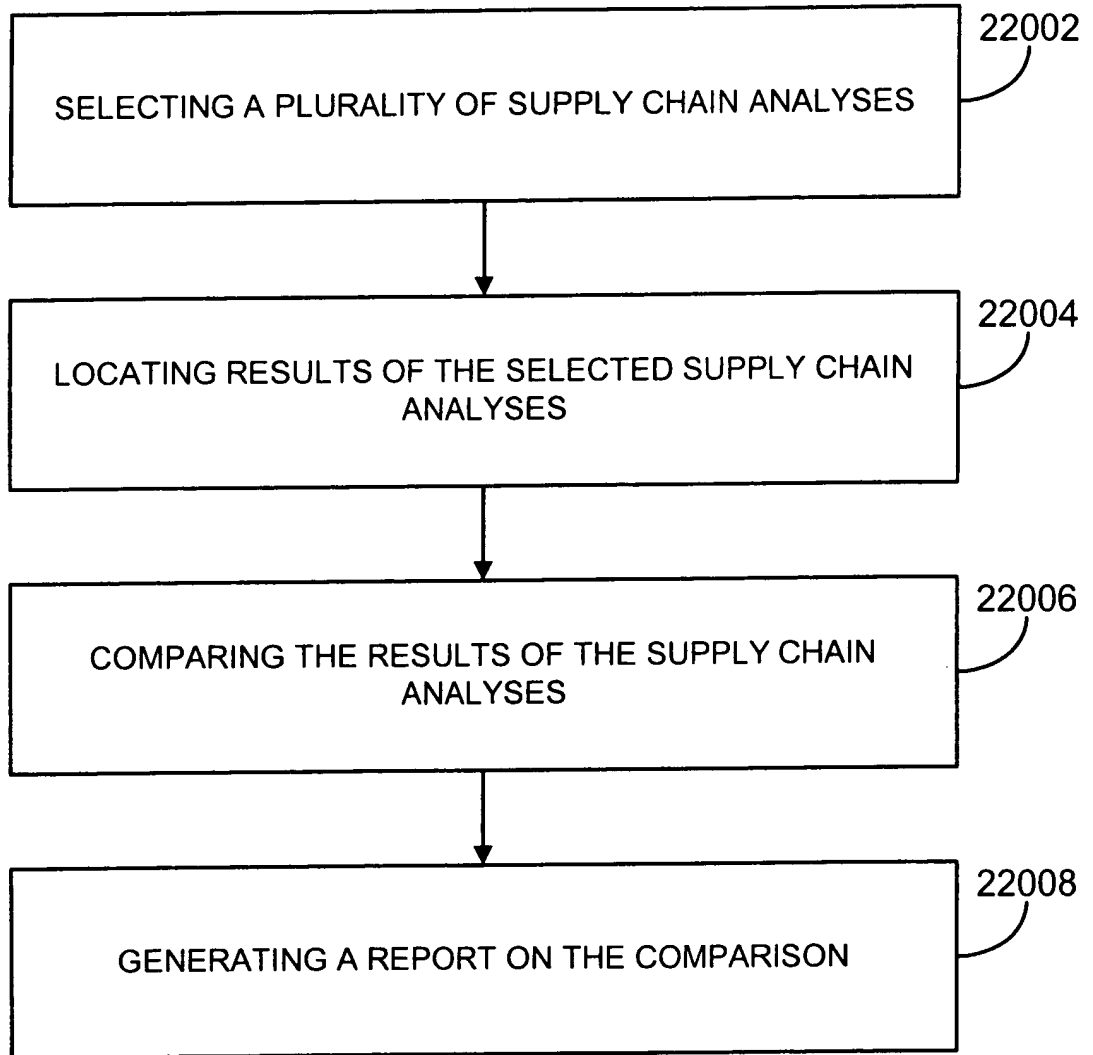 22002
SELECTING A PLURALITY OF SUPPLY CHAIN ANALYSES
22004
LOCATING RESULTS OF THE SELECTED SUPPLY CHAIN
ANALYSES
22006
COMPARING THE RESULTS OF THE SUPPLY CHAIN
ANALYSES
22008
GENERATING A REPORT ON THE COMPARISON